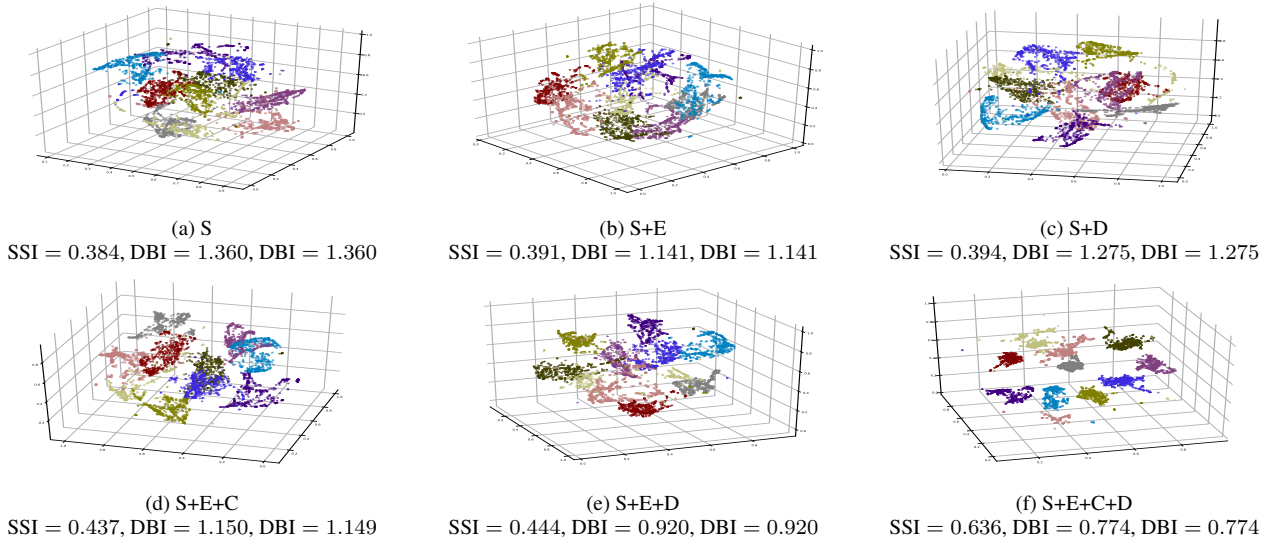 (a) S
SSI = 0.384, DBI = 1.360, DBI = 1.360
(b) S+E
SSI = 0.391, DBI = 1.141, DBI = 1.141
(c) S+D
SSI = 0.394, DBI = 1.275, DBI = 1.275
(d) S+E+C
SSI = 0.437, DBI = 1.150, DBI = 1.149
(e) S+E+D
SSI = 0.444, DBI = 0.920, DBI = 0.920
(f) S+E+C+D
SSI = 0.636, DBI = 0.774, DBI = 0.774